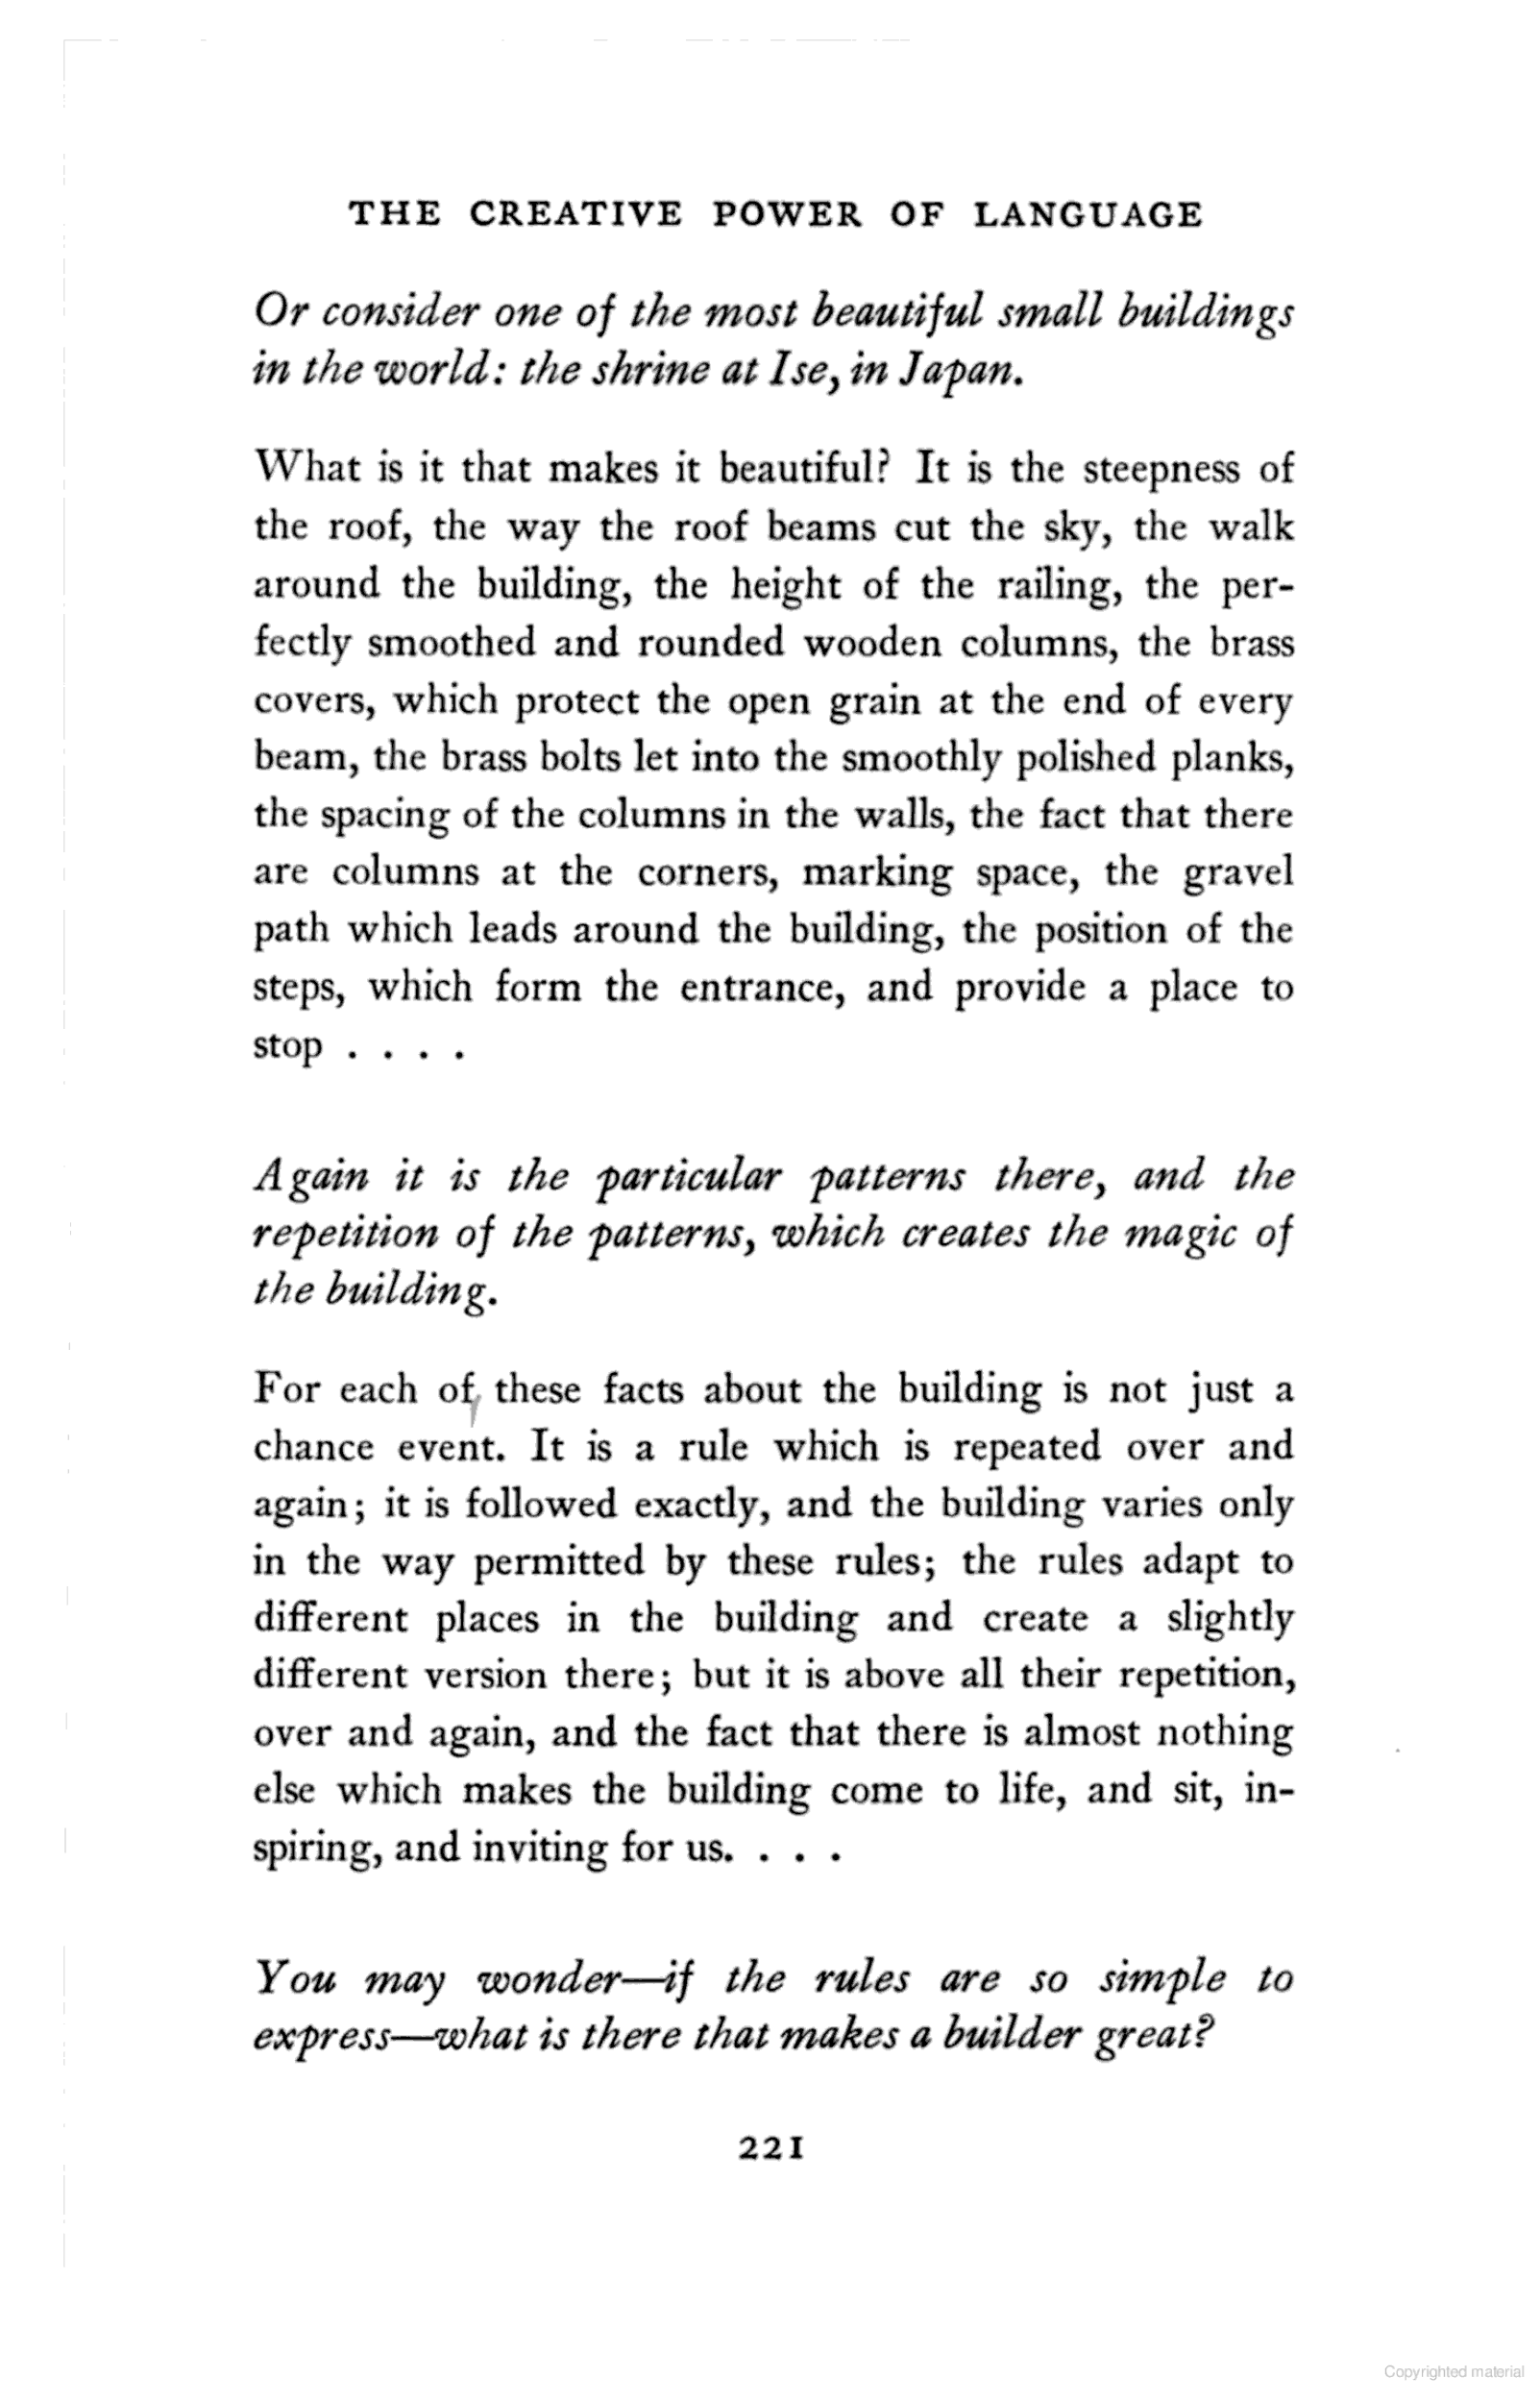 THE CREATIVE POWER OF LANGUAGE
Or consider one of the most beautiful small buildings
in the world: the shrine at Ise, in Japan.
What is it that makes it beautiful? It is the steepness of
the roof, the way the roof beams cut the sky, the walk
around the building, the height of the railing, the per-
fectly smoothed and rounded wooden columns, the brass
covers, which protect the open grain at the end of every
beam, the brass bolts let into the smoothly polished planks,
the spacing of the columns in the walls, the fact that there
are columns at the corners, marking space, the gravel
path which leads around the building, the position of the
steps, which form the entrance, and provide a place to
stop . . . .
Again it is the particular patterns there, and the
repetition of the patterns, which creates the magic of
the building.
For each of these facts about the building is not just a
chance event. It is a rule which is repeated over and
again; it is followed exactly, and the building varies only
in the way permitted by these rules; the rules adapt to
different places in the building and create a slightly
different version there; but it is above all their repetition,
over and again, and the fact that there is almost nothing
else which makes the building come to life, and sit, in-
spiring, and inviting for us. . . .
You may wonder—if the rules are so simple to
express—what is there that makes a builder great?
221
Copyrighted material